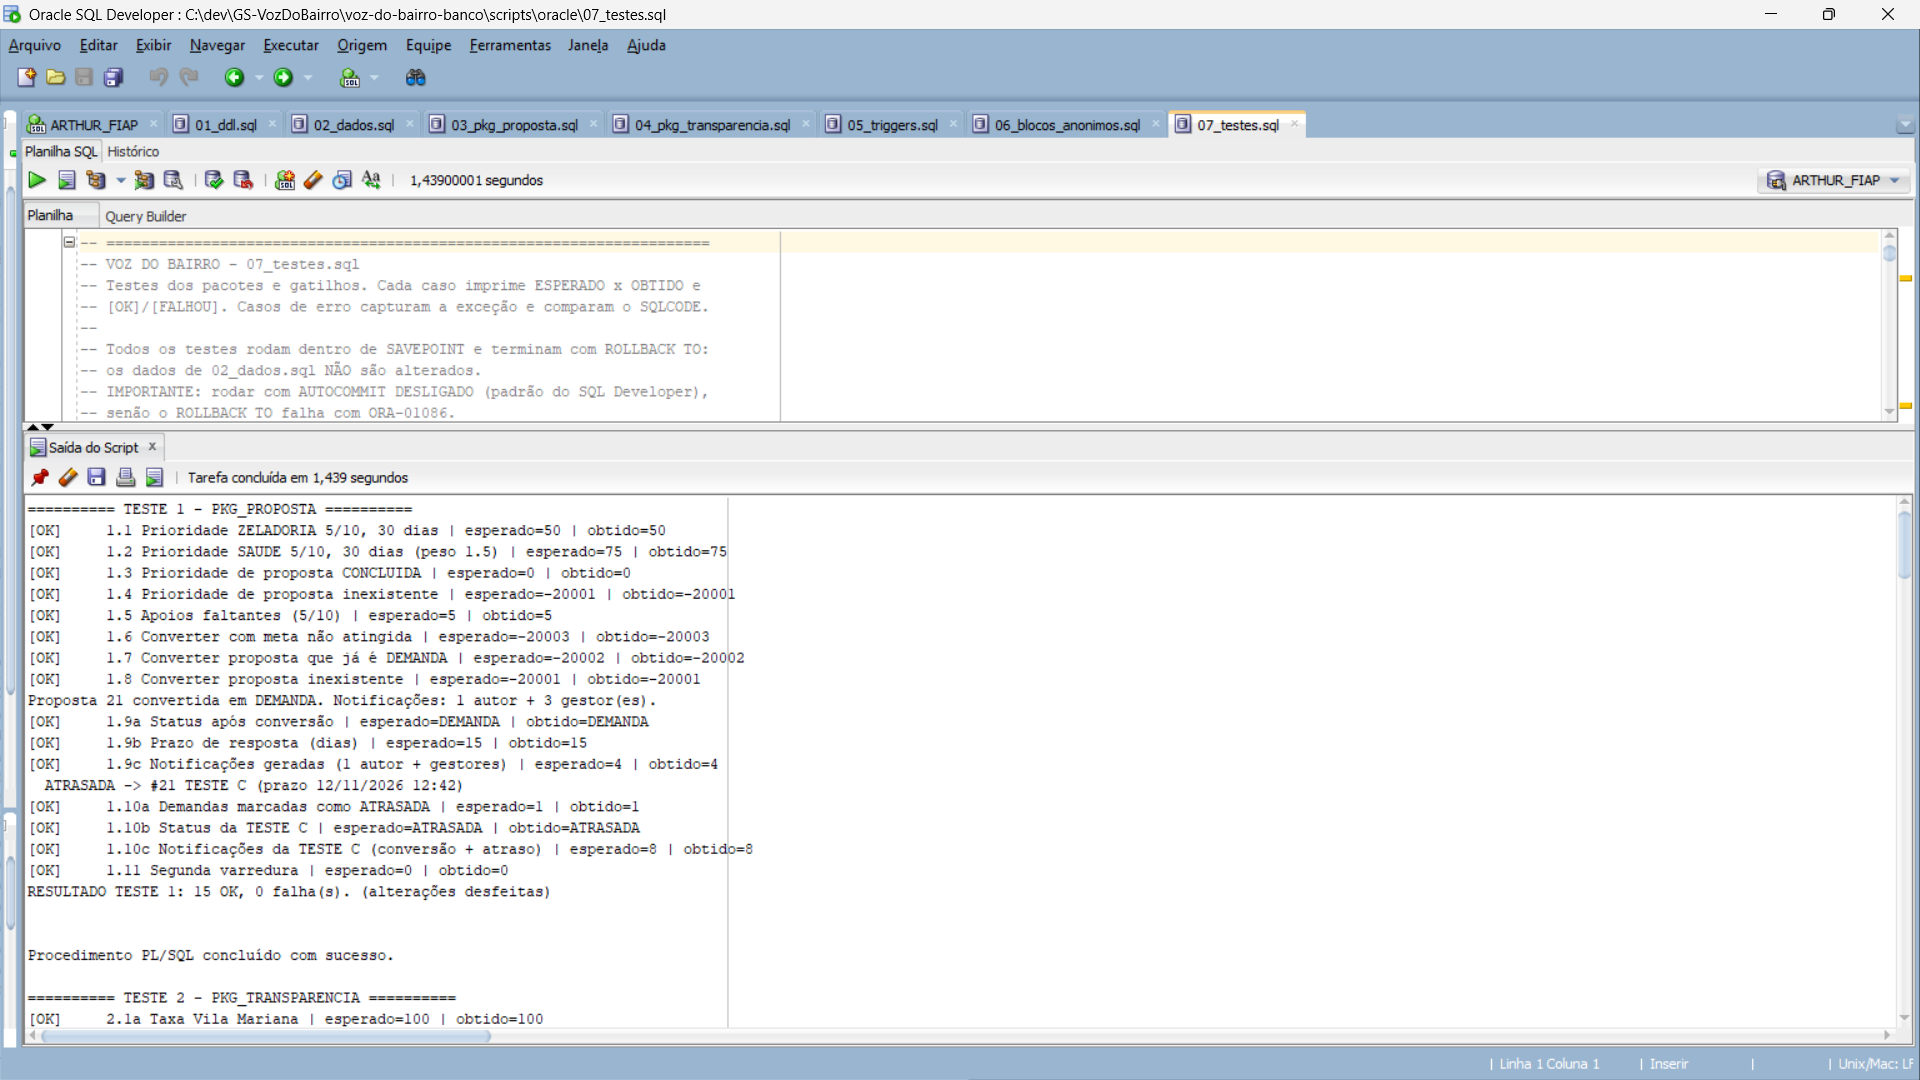 Oracle SQL Developer : C:\dev\GS-VozDoBairro\voz-do-bairro-banco\scripts\oracle\07_testes.sql
Arquivo Editar Exibir Navegar Executar Origem Equipe Ferramentas Janela Ajuda
ARTHUR_FIAP 01_ddl.sql 02_dados.sql 03_pkg_proposta.sql 04_pkg_transparencia.sql 05_triggers.sql 06_blocos_anonimos.sql 07_testes.sql
Planilha SQL Histórico
1,43900001 segundos ARTHUR_FIAP
Planilha Query Builder
-- =====================================================================
-- VOZ DO BAIRRO - 07_testes.sql
-- Testes dos pacotes e gatilhos. Cada caso imprime ESPERADO x OBTIDO e
-- [OK]/[FALHOU]. Casos de erro capturam a exceção e comparam o SQLCODE.
--
-- Todos os testes rodam dentro de SAVEPOINT e terminam com ROLLBACK TO:
-- os dados de 02_dados.sql NÃO são alterados.
-- IMPORTANTE: rodar com AUTOCOMMIT DESLIGADO (padrão do SQL Developer),
-- senão o ROLLBACK TO falha com ORA-01086.
Saída do Script
Tarefa concluída em 1,439 segundos
========== TESTE 1 - PKG_PROPOSTA ==========
[OK] 1.1 Prioridade ZELADORIA 5/10, 30 dias | esperado=50 | obtido=50
[OK] 1.2 Prioridade SAUDE 5/10, 30 dias (peso 1.5) | esperado=75 | obtido=75
[OK] 1.3 Prioridade de proposta CONCLUIDA | esperado=0 | obtido=0
[OK] 1.4 Prioridade de proposta inexistente | esperado=-20001 | obtido=-20001
[OK] 1.5 Apoios faltantes (5/10) | esperado=5 | obtido=5
[OK] 1.6 Converter com meta não atingida | esperado=-20003 | obtido=-20003
[OK] 1.7 Converter proposta que já é DEMANDA | esperado=-20002 | obtido=-20002
[OK] 1.8 Converter proposta inexistente | esperado=-20001 | obtido=-20001
Proposta 21 convertida em DEMANDA. Notificações: 1 autor + 3 gestor(es).
[OK] 1.9a Status após conversão | esperado=DEMANDA | obtido=DEMANDA
[OK] 1.9b Prazo de resposta (dias) | esperado=15 | obtido=15
[OK] 1.9c Notificações geradas (1 autor + gestores) | esperado=4 | obtido=4
ATRASADA -> #21 TESTE C (prazo 12/11/2026 12:42)
[OK] 1.10a Demandas marcadas como ATRASADA | esperado=1 | obtido=1
[OK] 1.10b Status da TESTE C | esperado=ATRASADA | obtido=ATRASADA
[OK] 1.10c Notificações da TESTE C (conversão + atraso) | esperado=8 | obtido=8
[OK] 1.11 Segunda varredura | esperado=0 | obtido=0
RESULTADO TESTE 1: 15 OK, 0 falha(s). (alterações desfeitas)
Procedimento PL/SQL concluído com sucesso.
========== TESTE 2 - PKG_TRANSPARENCIA ==========
[OK] 2.1a Taxa Vila Mariana | esperado=100 | obtido=100
| Linha 1 Coluna 1 | Inserir | | Unix/Mac: LF